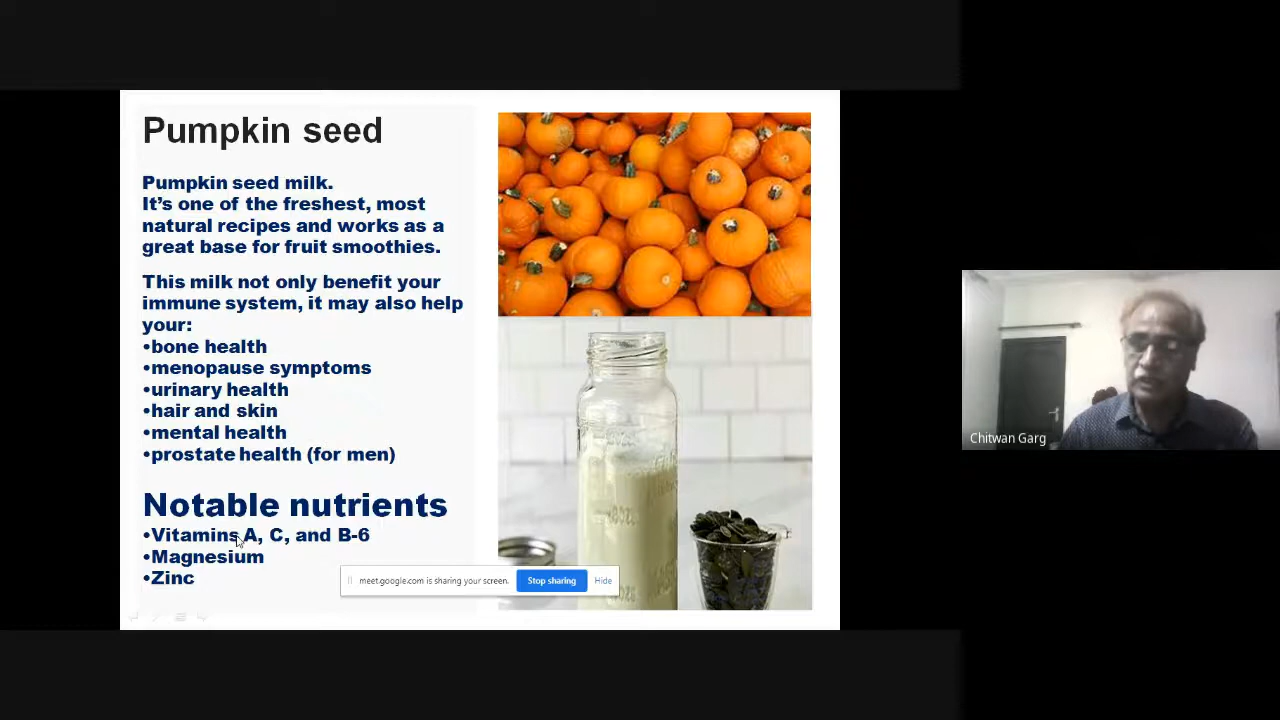 Pumpkin seed
Pumpkin seed milk.
It’s one of the freshest, most
natural recipes and works as a
great base for fruit smoothies.
This milk not only benefit your
immune system, it may also help
your:
•bone health
•menopause symptoms
•urinary health
•hair and skin
•mental health
•prostate health (for men)
Notable nutrients
•Vitamins A, C, and B-6
•Magnesium
•Zinc
meet.google.com is sharing your screen.
Stop sharing
Hide
Chitwan Garg